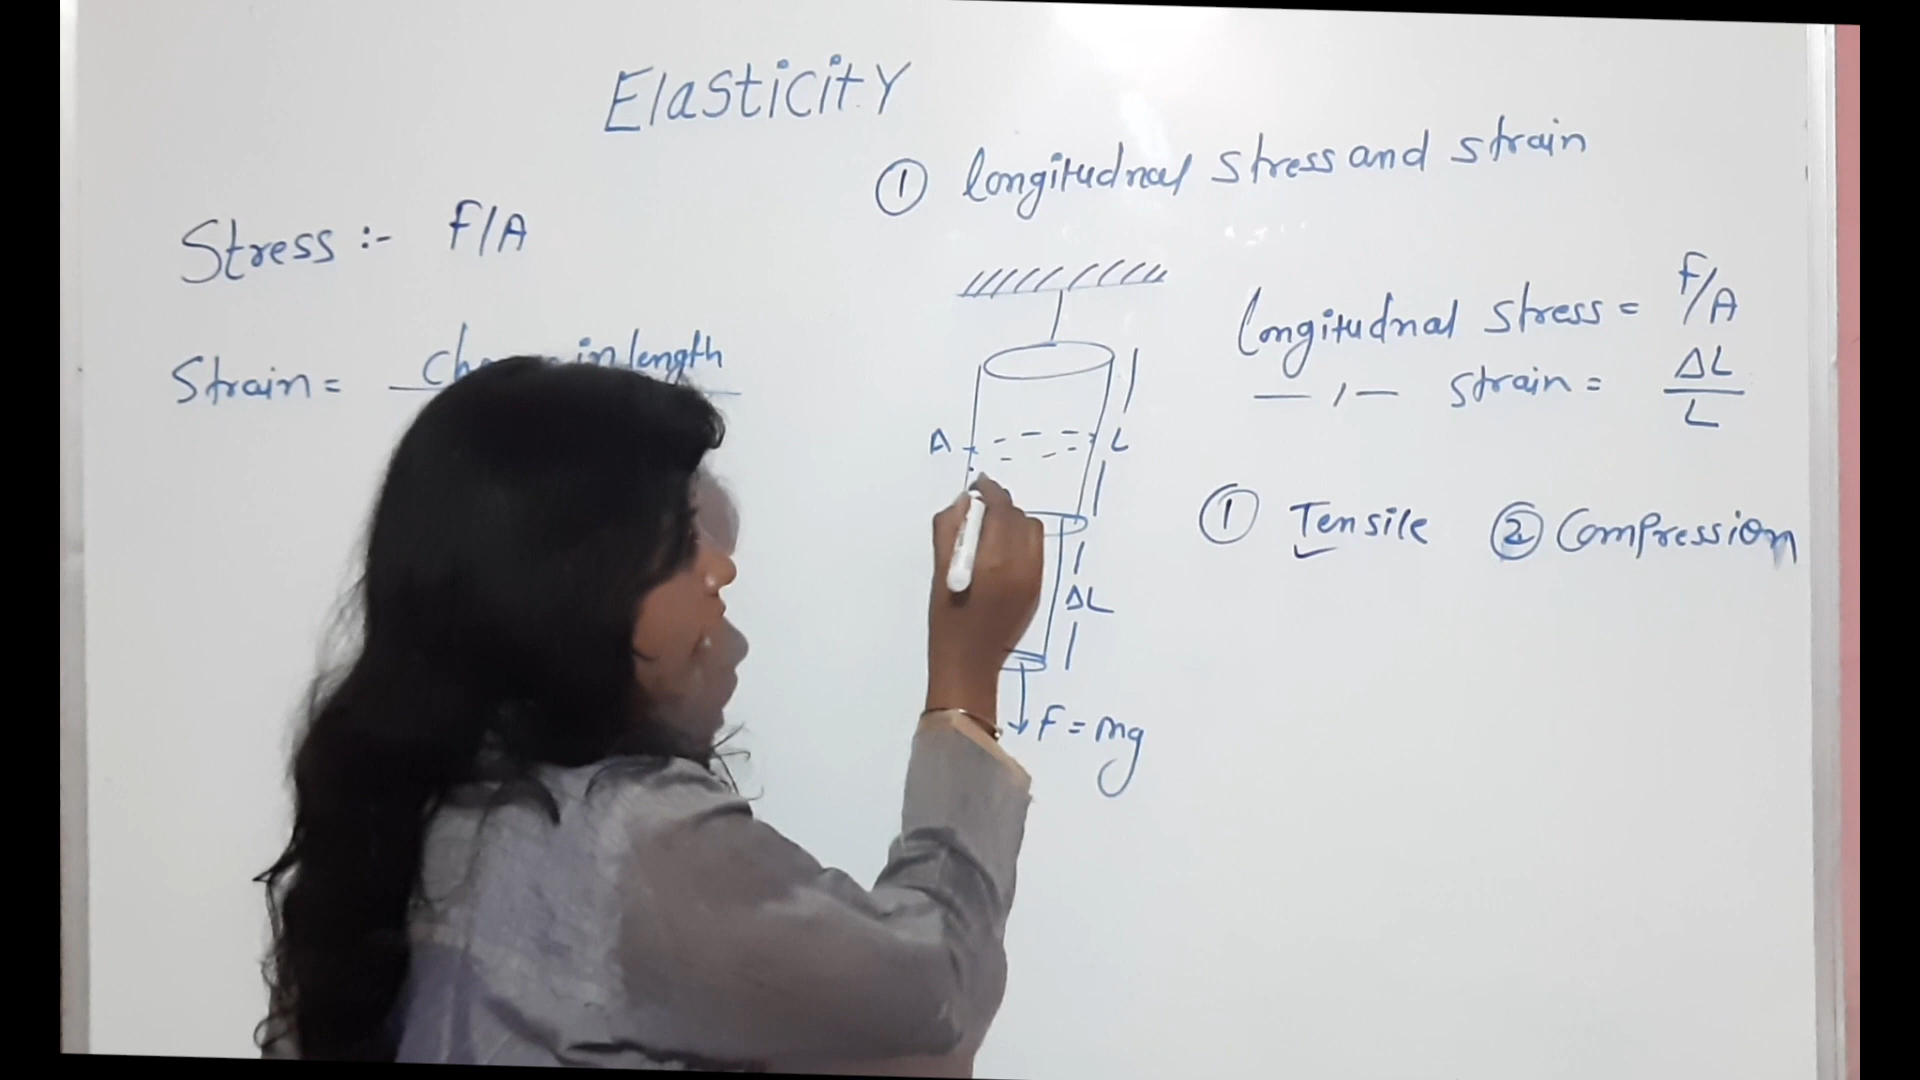 Elasticity
① longitudnal stress and strain
Stress :- F/A
Strain = in length
A
L
ΔL
F = mg
Longitudnal stress = F/A
— ,, — strain = ΔL
L
① Tensile ② Compression